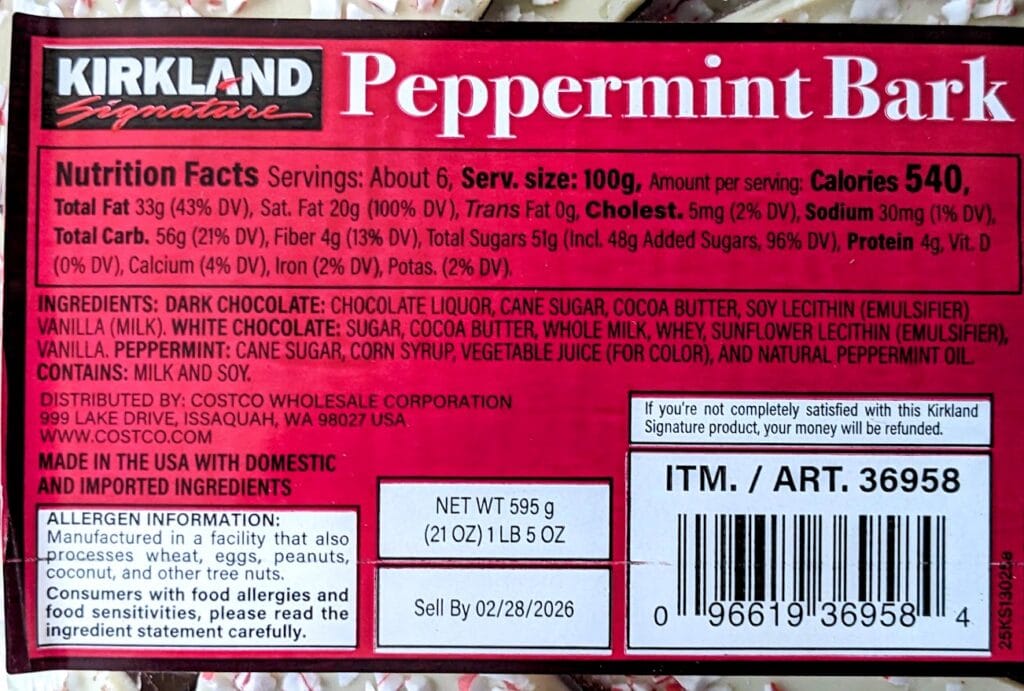 KIRKLAND
Signature
Peppermint Bark
Nutrition Facts Servings: About 6, Serv. size: 100g, Amount per serving: Calories 540,
Total Fat 33g (43% DV), Sat. Fat 20g (100% DV), Trans Fat 0g, Cholest. 5mg (2% DV), Sodium 30mg (1% DV),
Total Carb. 56g (21% DV), Fiber 4g (13% DV), Total Sugars 51g (Incl. 48g Added Sugars, 96% DV), Protein 4g, Vit. D
(0% DV), Calcium (4% DV), Iron (2% DV), Potas. (2% DV).
INGREDIENTS: DARK CHOCOLATE: CHOCOLATE LIQUOR, CANE SUGAR, COCOA BUTTER, SOY LECITHIN (EMULSIFIER)
VANILLA (MILK). WHITE CHOCOLATE: SUGAR, COCOA BUTTER, WHOLE MILK, WHEY, SUNFLOWER LECITHIN (EMULSIFIER),
VANILLA. PEPPERMINT: CANE SUGAR, CORN SYRUP, VEGETABLE JUICE (FOR COLOR), AND NATURAL PEPPERMINT OIL.
CONTAINS: MILK AND SOY.
DISTRIBUTED BY: COSTCO WHOLESALE CORPORATION
999 LAKE DRIVE, ISSAQUAH, WA 98027 USA
WWW.COSTCO.COM
MADE IN THE USA WITH DOMESTIC
AND IMPORTED INGREDIENTS
ALLERGEN INFORMATION:
Manufactured in a facility that also
processes wheat, eggs, peanuts,
coconut, and other tree nuts.
Consumers with food allergies and
food sensitivities, please read the
ingredient statement carefully.
NET WT 595 g
(21 OZ) 1 LB 5 OZ
Sell By 02/28/2026
If you're not completely satisfied with this Kirkland
Signature product, your money will be refunded.
ITM. / ART. 36958
0 96619 36958 4